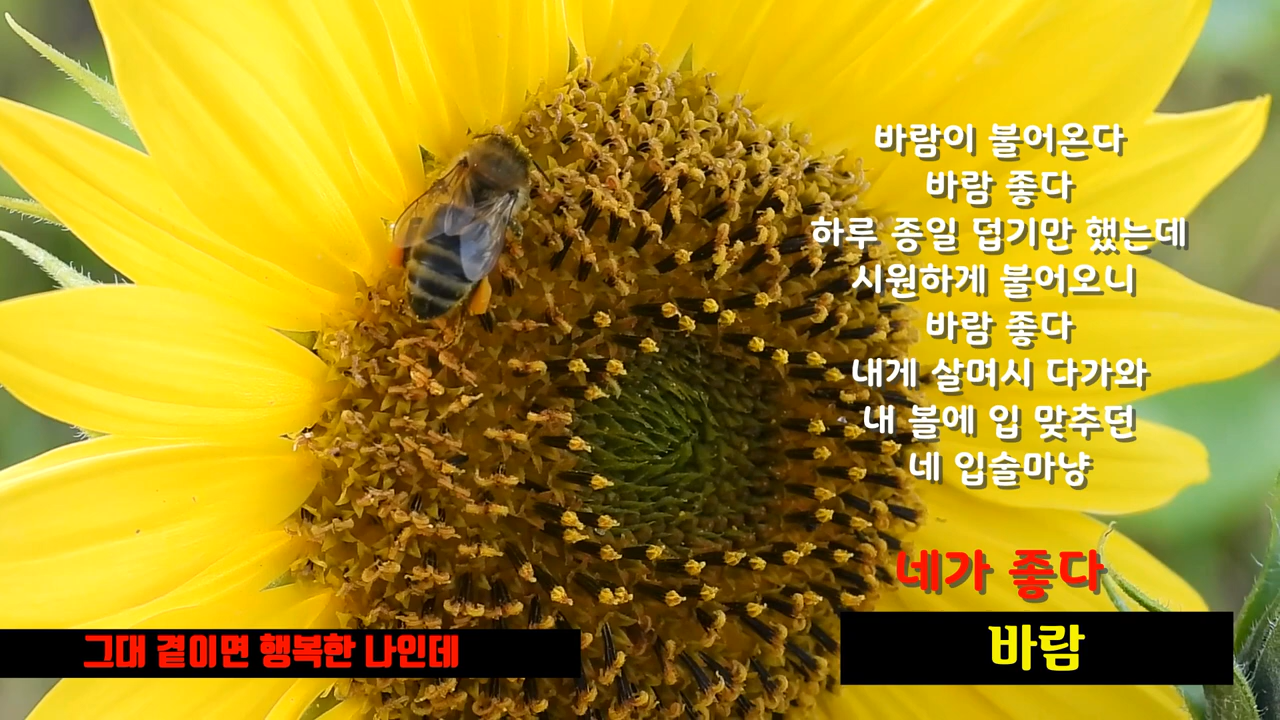 바람이 불어온다
바람 좋다
하루 종일 덥기만 했는데
시원하게 불어오니
바람 좋다
내게 살며시 다가와
내 볼에 입 맞추던
네 입술마냥
네가 좋다
바람
그대 곁이면 행복한 나인데